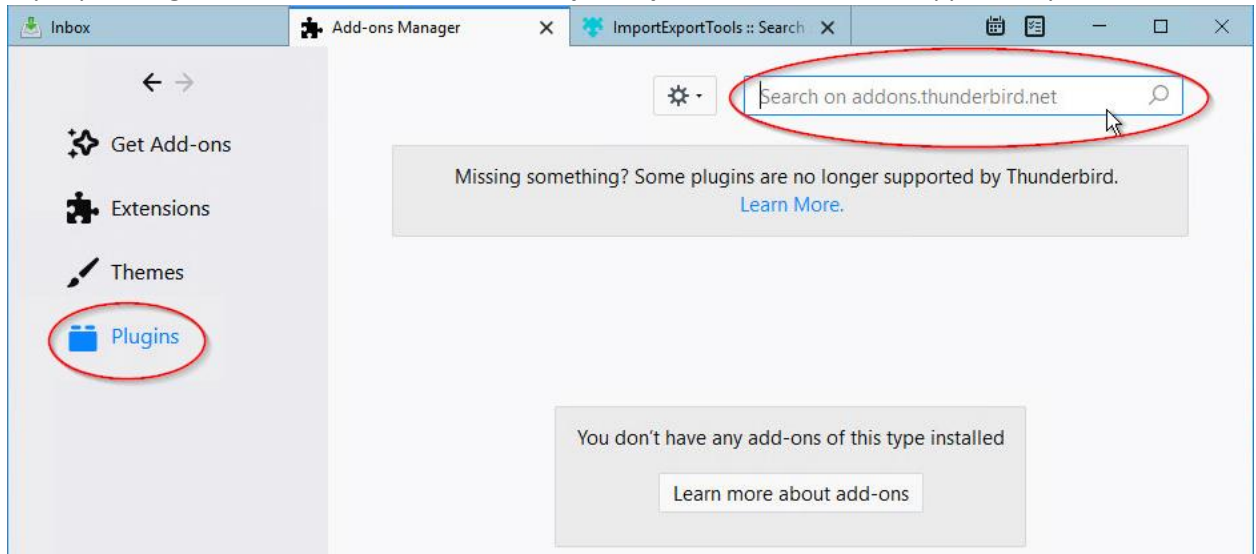 Inbox
Add-ons Manager
ImportExportTools :: Search
Search on addons.thunderbird.net
Get Add-ons
Extensions
Themes
Plugins
Missing something? Some plugins are no longer supported by Thunderbird.
Learn More.
You don't have any add-ons of this type installed
Learn more about add-ons